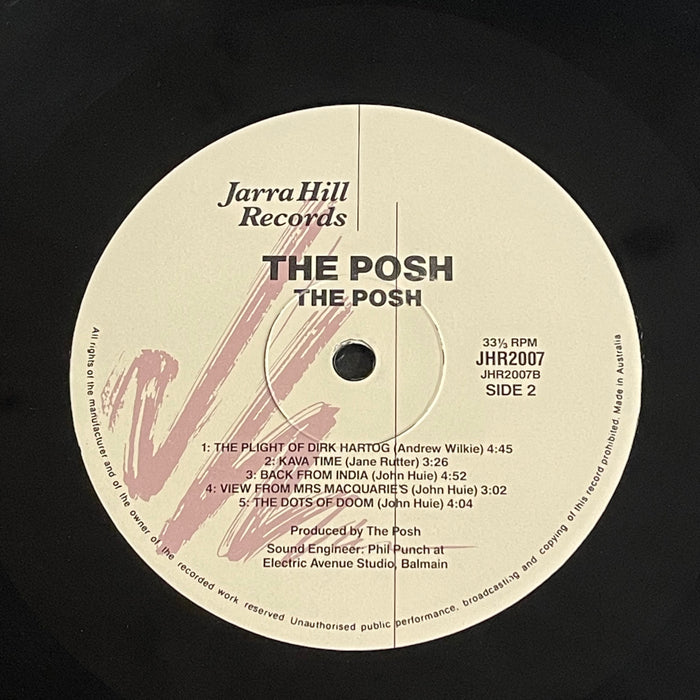 Jarra Hill
Records
THE POSH
THE POSH
33⅓ RPM
JHR2007
JHR2007B
SIDE 2
1: THE PLIGHT OF DIRK HARTOG (Andrew Wilkie) 4:45
2: KAVA TIME (Jane Rutter) 3:26
3: BACK FROM INDIA (John Huie) 4:52
4: VIEW FROM MRS MACQUARIE'S (John Huie) 3:02
5: THE DOTS OF DOOM (John Huie) 4:04
Produced by The Posh
Sound Engineer: Phil Punch at
Electric Avenue Studio, Balmain
All rights of the manufacturer and of the owner of the recorded work reserved Unauthorised public performance, broadcasting and copying of this record prohibited. Made in Australia